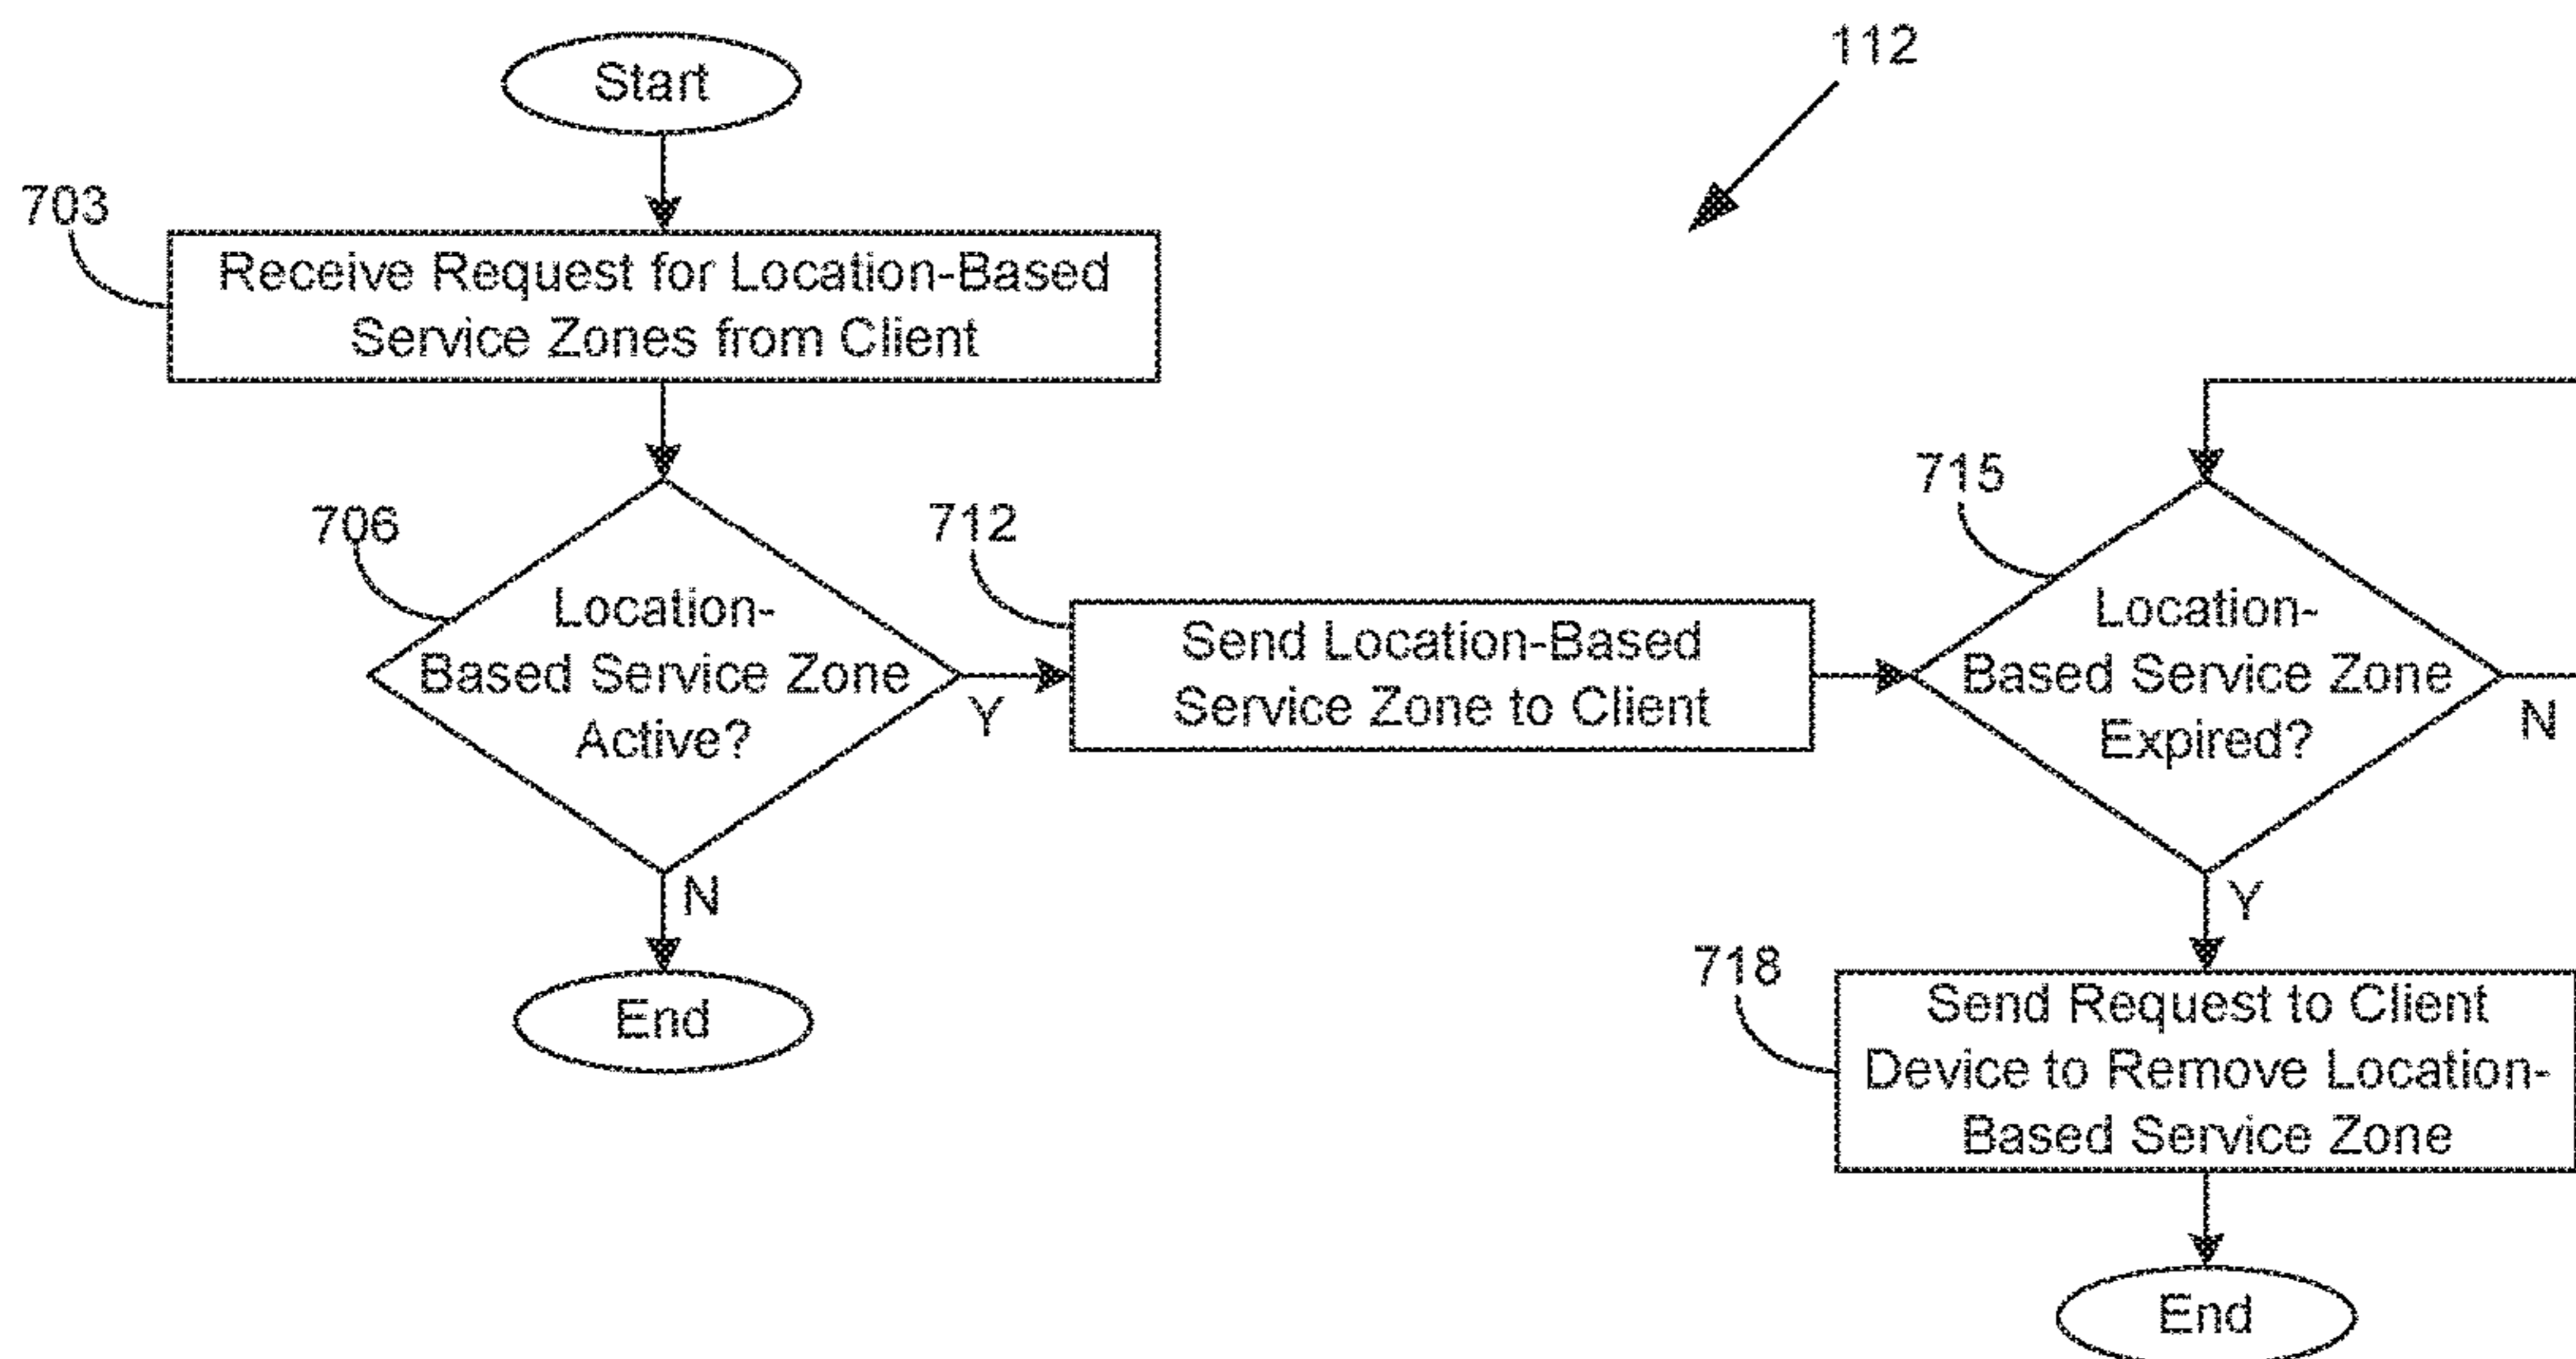 Start
112
703
Receive Request for Location-Based
Service Zones from Client
706
Location-
Based Service Zone
Active?
Y
N
End
712
Send Location-Based
Service Zone to Client
715
Location-
Based Service Zone
Expired?
N
Y
718
Send Request to Client
Device to Remove Location-
Based Service Zone
End